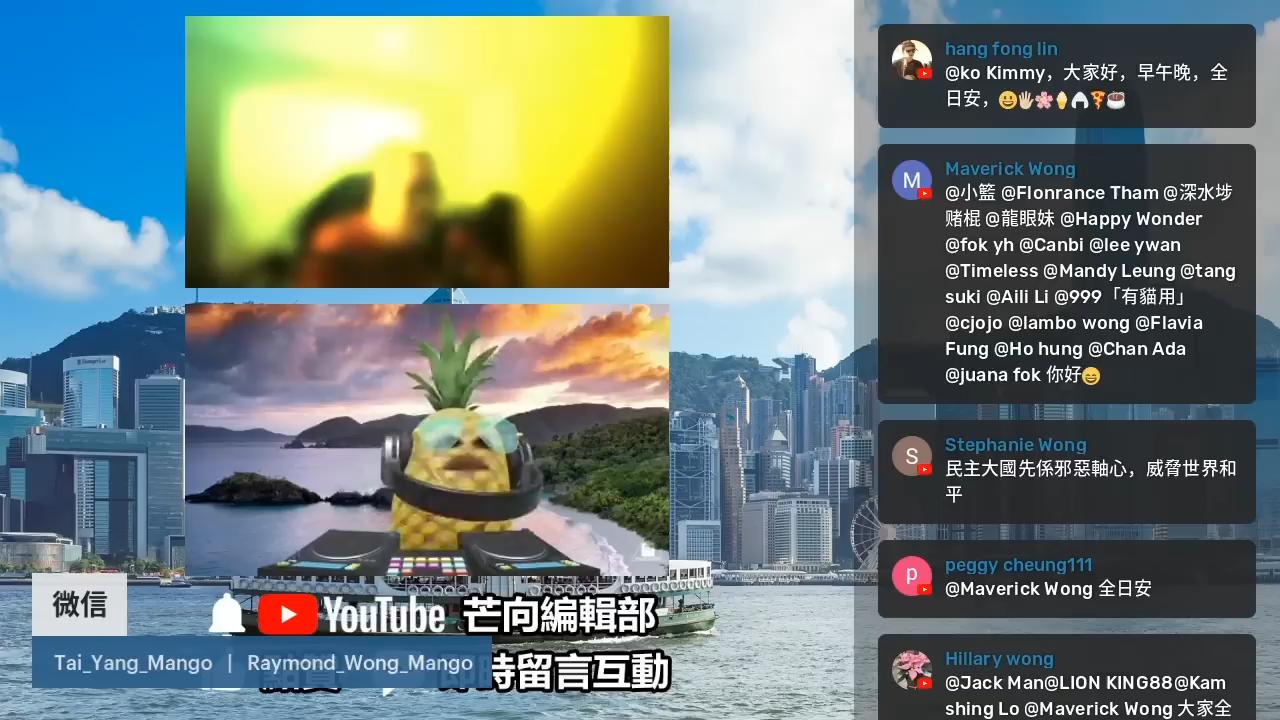 微信
Tai_Yang_Mango | Raymond_Wong_Mango
YouTube 芒向編輯部
即時留言互動
hang fong lin
@ko Kimmy，大家好，早午晚，全
日安，😀🖐🏻🌸🍦🍙🍕🍲
Maverick Wong
@小籃 @Flonrance Tham @深水埗
赌棍 @龍眼妹 @Happy Wonder
@fok yh @Canbi @lee ywan
@Timeless @Mandy Leung @tang
suki @Aili Li @999「有貓用」
@cjojo @lambo wong @Flavia
Fung @Ho hung @Chan Ada
@juana fok 你好😄
Stephanie Wong
民主大國先係邪惡軸心，威脅世界和
平
peggy cheung111
@Maverick Wong 全日安
Hillary wong
@Jack Man@LION KING88@Kam
shing Lo @Maverick Wong 大家全